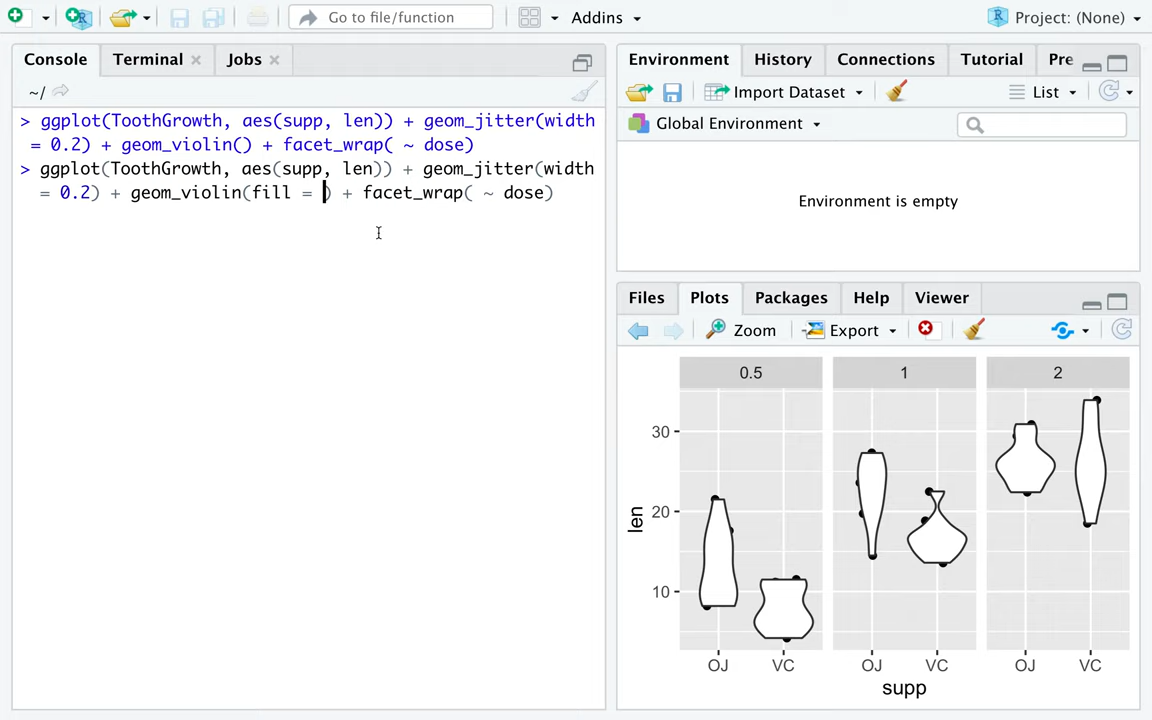 Go to file/function
Addins
Project: (None)
Console
Terminal
Jobs
~/
> ggplot(ToothGrowth, aes(supp, len)) + geom_jitter(width
= 0.2) + geom_violin() + facet_wrap( ~ dose)
> ggplot(ToothGrowth, aes(supp, len)) + geom_jitter(width
= 0.2) + geom_violin(fill = ) + facet_wrap( ~ dose)
Environment
History
Connections
Tutorial
Pre
Import Dataset
List
Global Environment
Environment is empty
Files
Plots
Packages
Help
Viewer
Zoom
Export
0.5
1
2
30
20
10
len
OJ
VC
OJ
VC
OJ
VC
supp